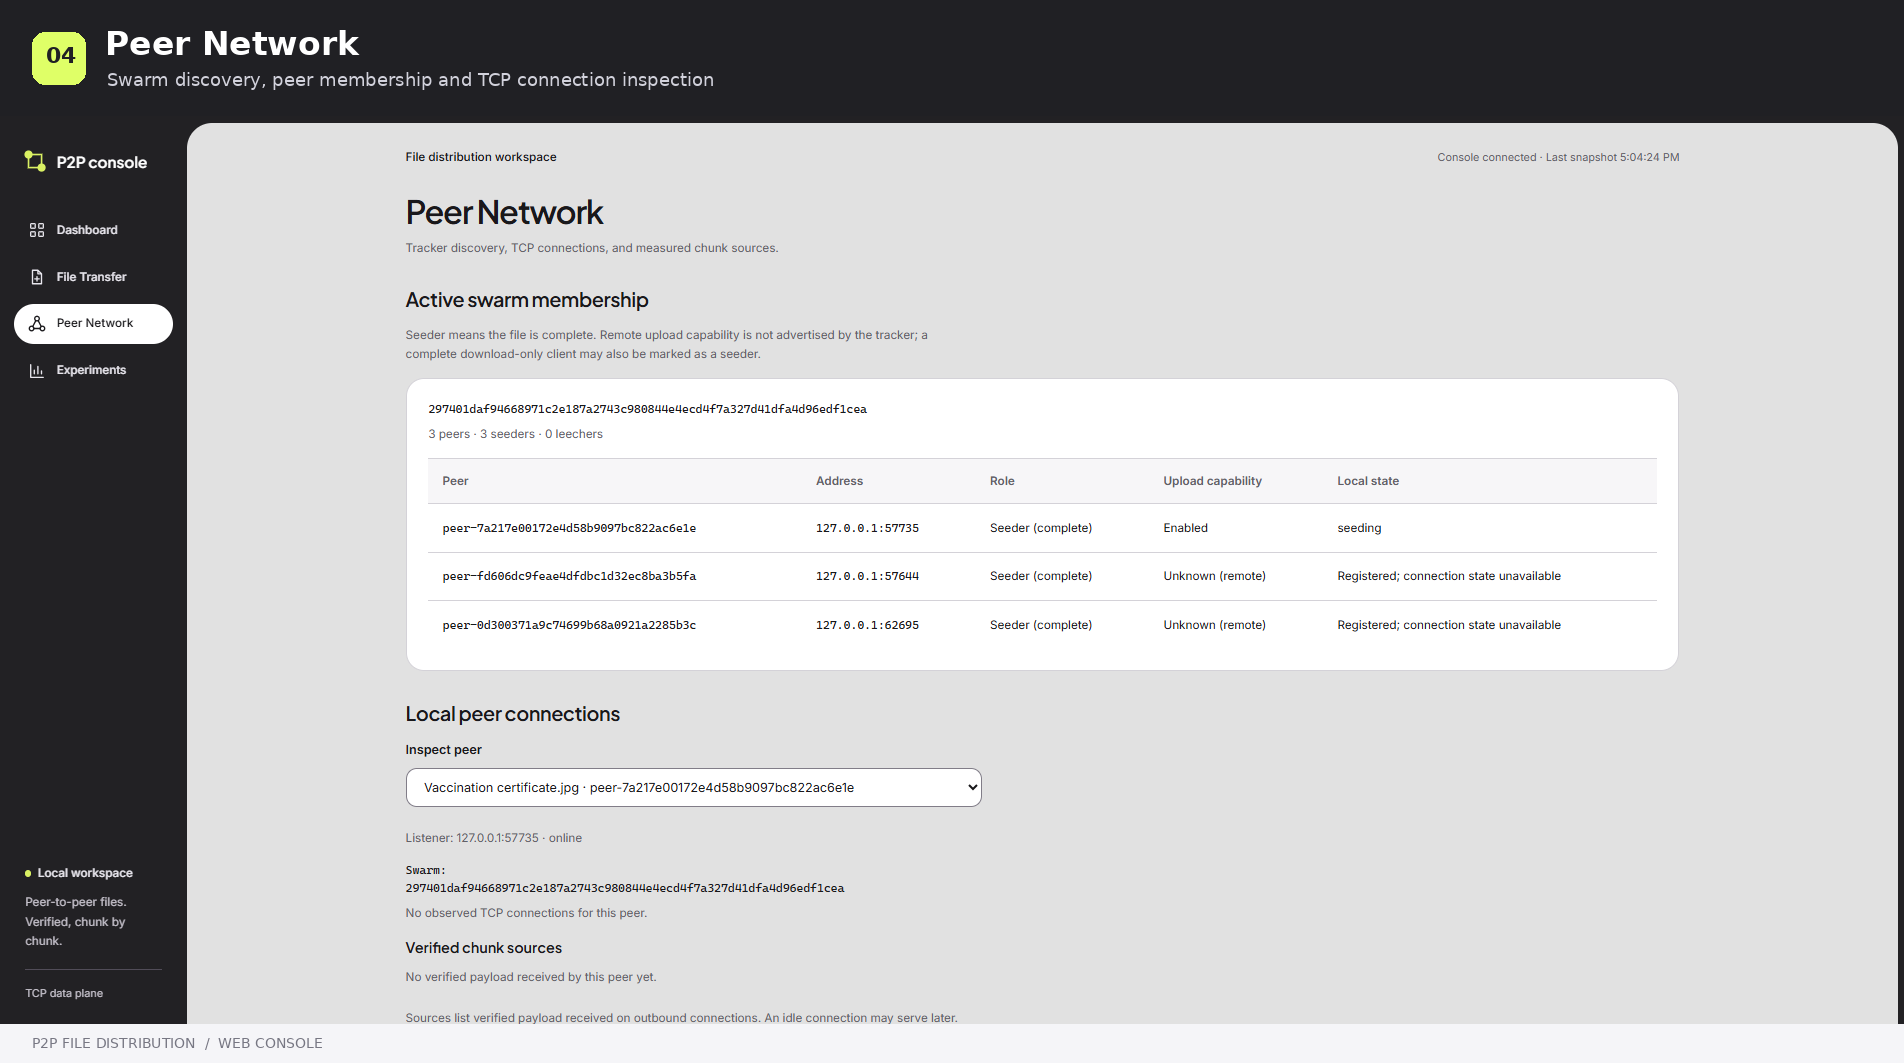 04
Peer Network
Swarm discovery, peer membership and TCP connection inspection
P2P console
Dashboard
File Transfer
Peer Network
Experiments
Local workspace
Peer-to-peer files.
Verified, chunk by
chunk.
TCP data plane
File distribution workspace
Console connected · Last snapshot 5:04:24 PM
Peer Network
Tracker discovery, TCP connections, and measured chunk sources.
Active swarm membership
Seeder means the file is complete. Remote upload capability is not advertised by the tracker; a
complete download-only client may also be marked as a seeder.
297401daf94668971c2e187a2743c980844e4ecd4f7a327d41dfa4d96edf1cea
3 peers · 3 seeders · 0 leechers
Peer Address Role Upload capability Local state
peer-7a217e00172e4d58b9097bc822ac6e1e 127.0.0.1:57735 Seeder (complete) Enabled seeding
peer-fd606dc9feae4dfdbc1d32ec8ba3b5fa 127.0.0.1:57644 Seeder (complete) Unknown (remote) Registered; connection state unavailable
peer-0d300371a9c74699b68a0921a2285b3c 127.0.0.1:62695 Seeder (complete) Unknown (remote) Registered; connection state unavailable
Local peer connections
Inspect peer
Vaccination certificate.jpg · peer-7a217e00172e4d58b9097bc822ac6e1e
Listener: 127.0.0.1:57735 · online
Swarm:
297401daf94668971c2e187a2743c980844e4ecd4f7a327d41dfa4d96edf1cea
No observed TCP connections for this peer.
Verified chunk sources
No verified payload received by this peer yet.
Sources list verified payload received on outbound connections. An idle connection may serve later.
P2P FILE DISTRIBUTION / WEB CONSOLE